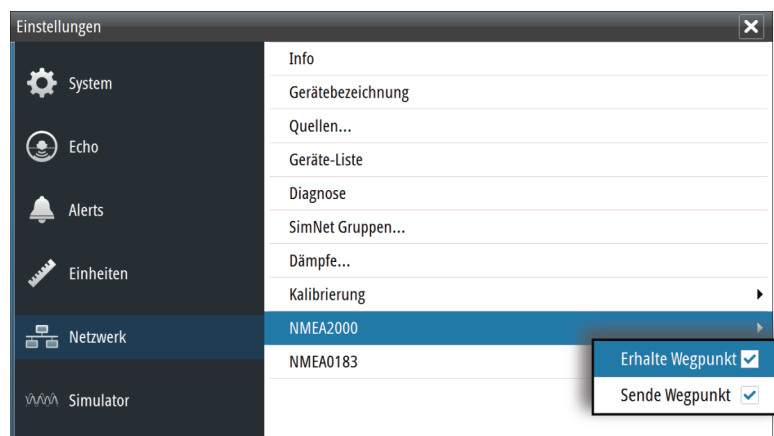 Einstellungen
System
Echo
Alerts
Einheiten
Netzwerk
Simulator
Info
Gerätebezeichnung
Quellen...
Geräte-Liste
Diagnose
SimNet Gruppen...
Dämpfe...
Kalibrierung
NMEA2000
NMEA0183
Erhalte Wegpunkt
Sende Wegpunkt